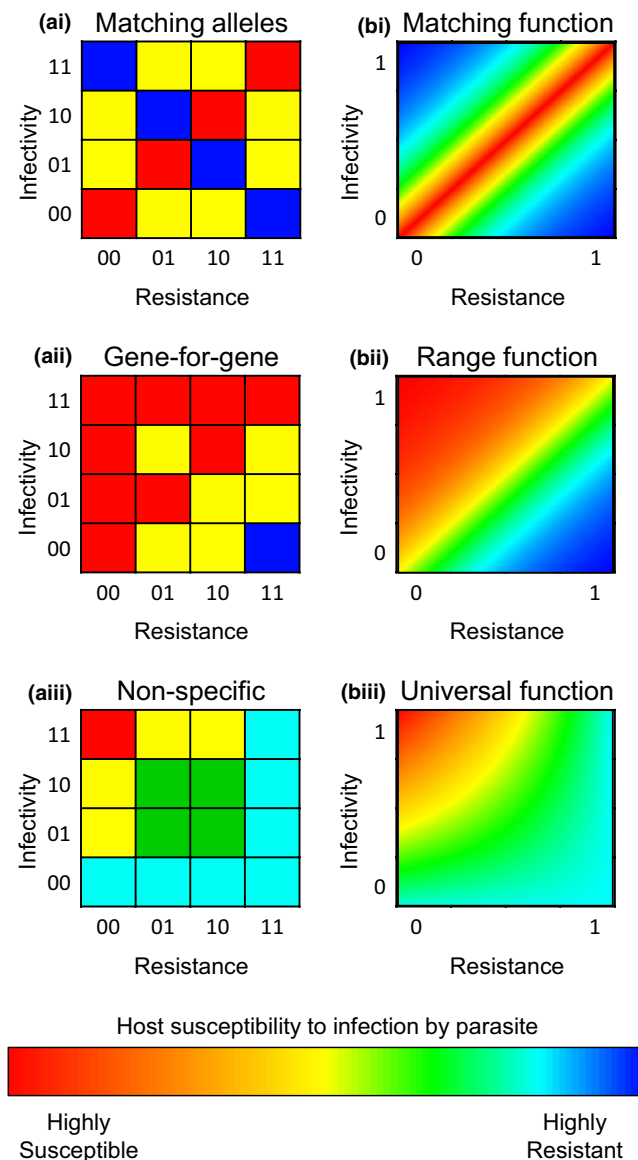 (ai) Matching alleles
11
10
01
00
Infectivity
00 01 10 11
Resistance
(bi) Matching function
1
0
Infectivity
0 1
Resistance
(aii) Gene-for-gene
11
10
01
00
Infectivity
00 01 10 11
Resistance
(bii) Range function
1
0
Infectivity
0 1
Resistance
(aiii) Non-specific
11
10
01
00
Infectivity
00 01 10 11
Resistance
(biii) Universal function
1
0
Infectivity
0 1
Resistance
Host susceptibility to infection by parasite
Highly
Susceptible
Highly
Resistant